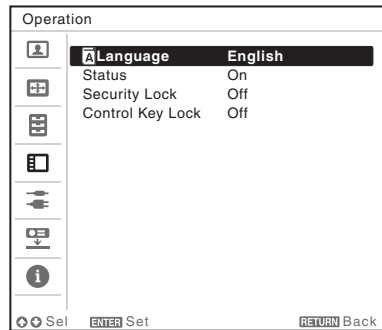 Operation
A Language English
Status On
Security Lock Off
Control Key Lock Off
Sel ENTER Set RETURN Back